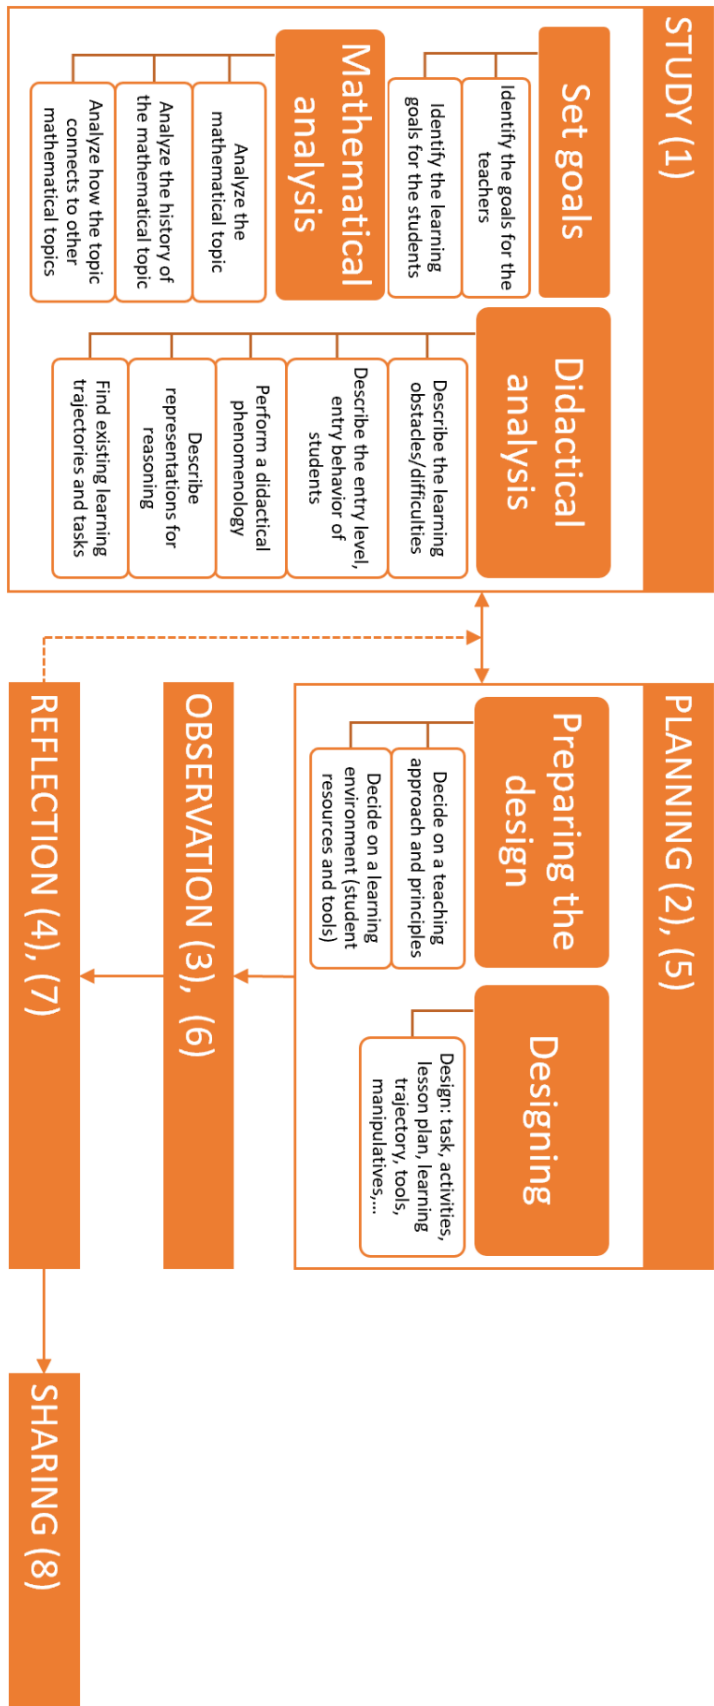 STUDY (1)
Set goals
Identify the goals for the
teachers
Identify the learning
goals for the students
Mathematical
analysis
Analyze the
mathematical topic
Analyze the history of
the mathematical topic
Analyze how the topic
connects to other
mathematical topics
Didactical
analysis
Describe the learning
obstacles/difficulties
Describe the entry level,
entry behavior of
students
Perform a didactical
phenomenology
Describe
representations for
reasoning
Find existing learning
trajectories and tasks
PLANNING (2), (5)
Preparing the
design
Decide on a teaching
approach and principles
Decide on a learning
environment (student
resources and tools)
Designing
Design: task, activities,
lesson plan, learning
trajectory, tools,
manipulatives,...
OBSERVATION (3), (6)
REFLECTION (4), (7)
SHARING (8)